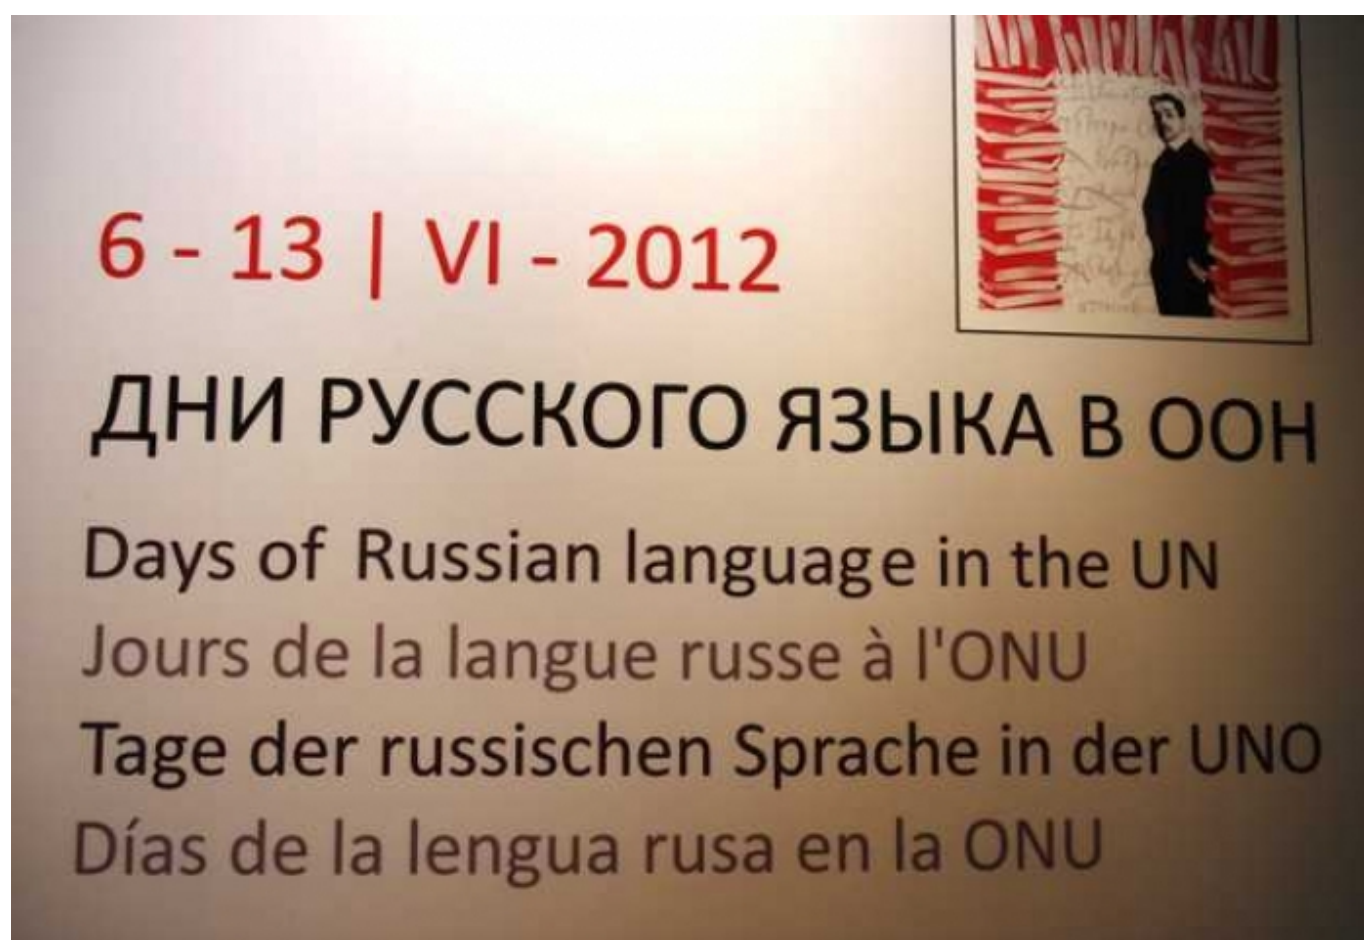 6 - 13 | VI - 2012
ДНИ РУССКОГО ЯЗЫКА В ООН
Days of Russian language in the UN
Jours de la langue russe à l'ONU
Tage der russischen Sprache in der UNO
Días de la lengua rusa en la ONU